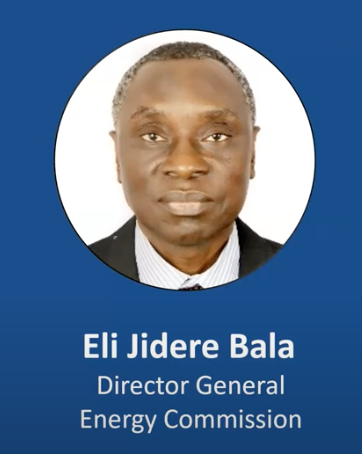 Eli Jidere Bala
Director General
Energy Commission